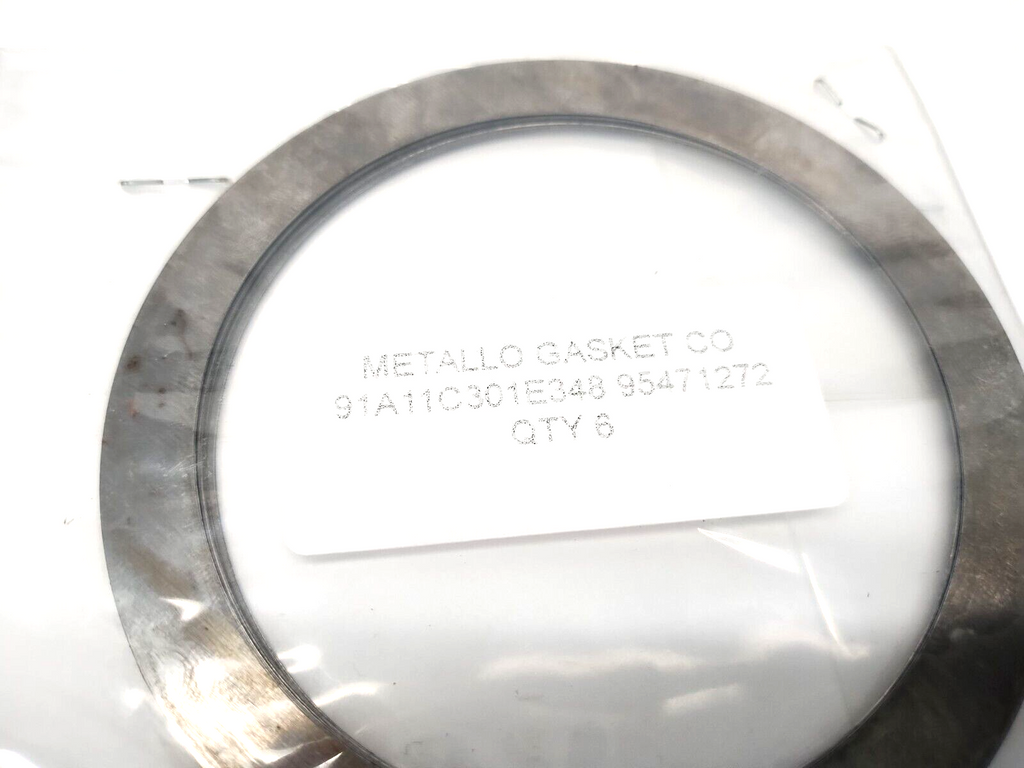 METALLO GASKET CO
91A11C301E348 95471272
QTY 6